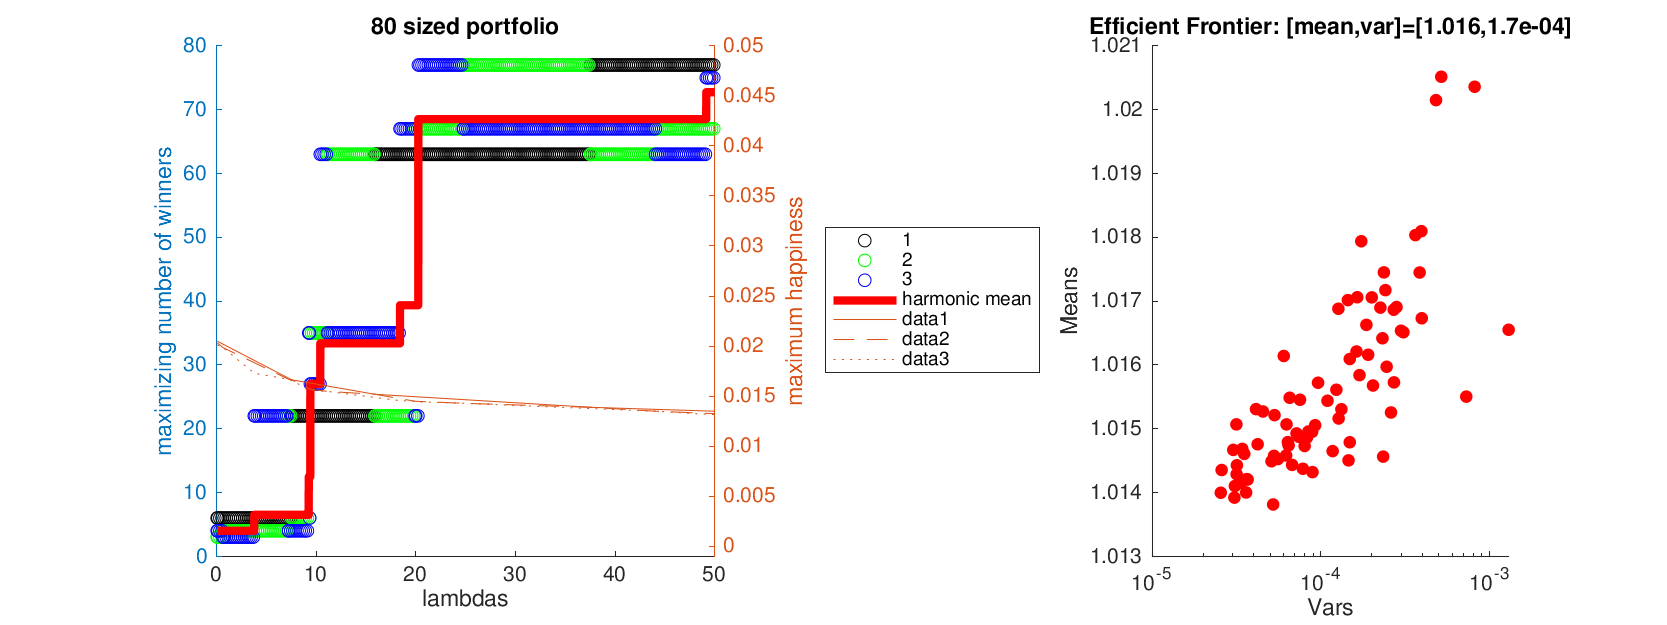 80 sized portfolio
80
70
60
50
40
30
20
10
0
maximizing number of winners
0.05
0.045
0.04
0.035
0.03
0.025
0.02
0.015
0.01
0.005
0
maximum happiness
0 10 20 30 40 50
lambdas
1
2
3
harmonic mean
data1
data2
data3
Efficient Frontier: [mean,var]=[1.016,1.7e-04]
1.021
1.02
1.019
1.018
1.017
1.016
1.015
1.014
1.013
Means
10-5 10-4 10-3
Vars